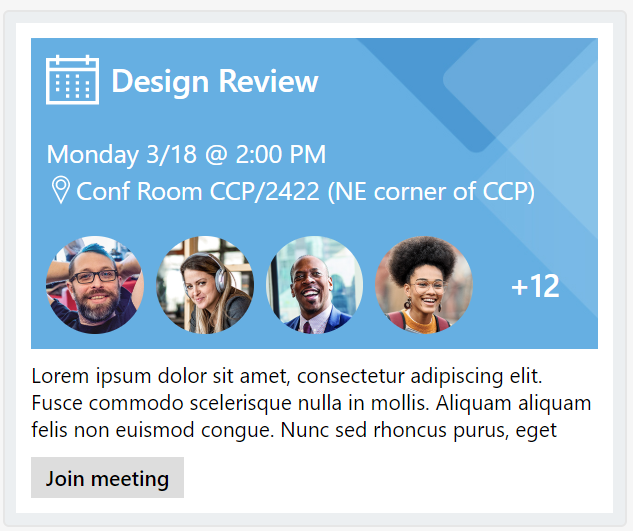 Design Review
Monday 3/18 @ 2:00 PM
Conf Room CCP/2422 (NE corner of CCP)
+12
Lorem ipsum dolor sit amet, consectetur adipiscing elit.
Fusce commodo scelerisque nulla in mollis. Aliquam aliquam
felis non euismod congue. Nunc sed rhoncus purus, eget
Join meeting